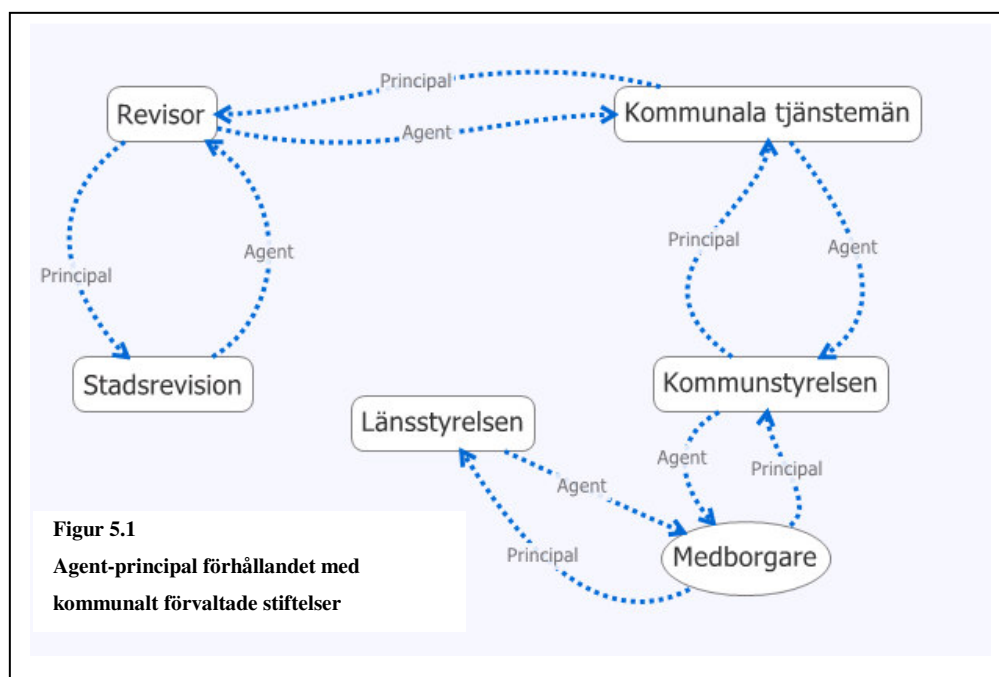 Principal
Revisor
Kommunala tjänstemän
Agent
Principal
Agent
Agent
Principal
Stadsrevision
Kommunstyrelsen
Länsstyrelsen
Agent
Principal
Agent
Principal
Medborgare
Figur 5.1
Agent-principal förhållandet med
kommunalt förvaltade stiftelser